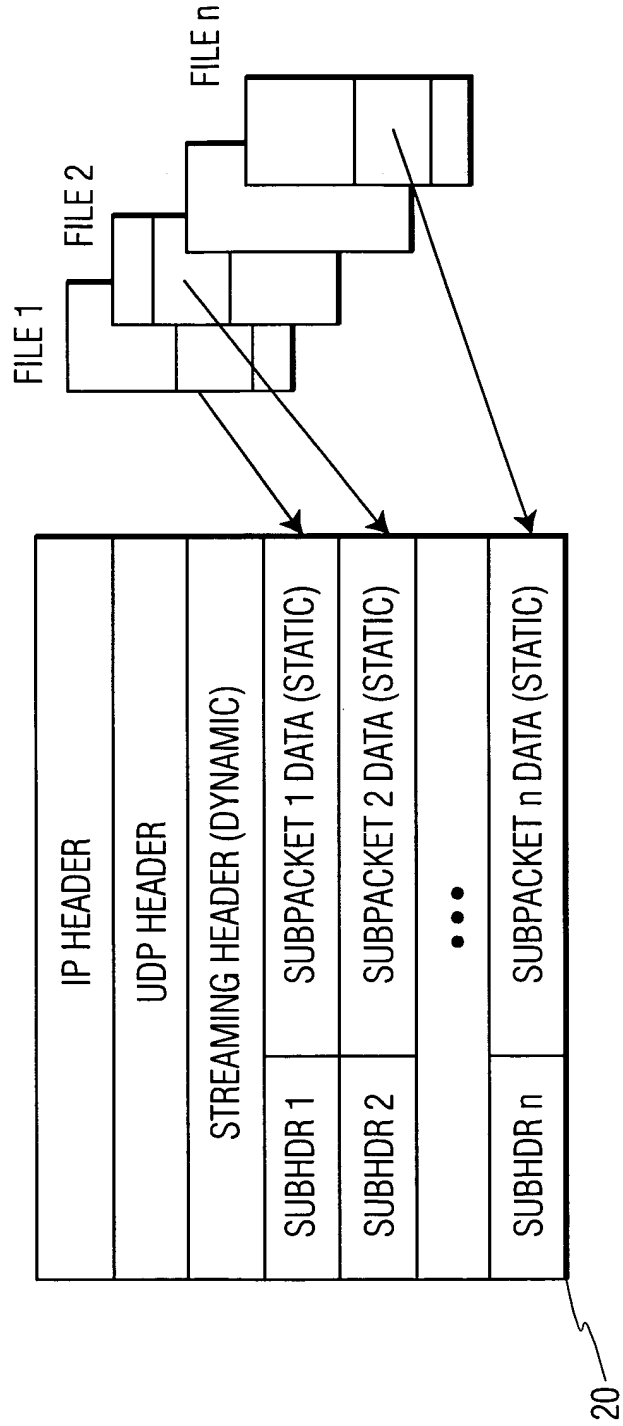 IP HEADER
UDP HEADER
STREAMING HEADER (DYNAMIC)
SUBHDR 1 SUBPACKET 1 DATA (STATIC)
SUBHDR 2 SUBPACKET 2 DATA (STATIC)
•••
SUBHDR n SUBPACKET n DATA (STATIC)
20
FILE 1
FILE 2
FILE n